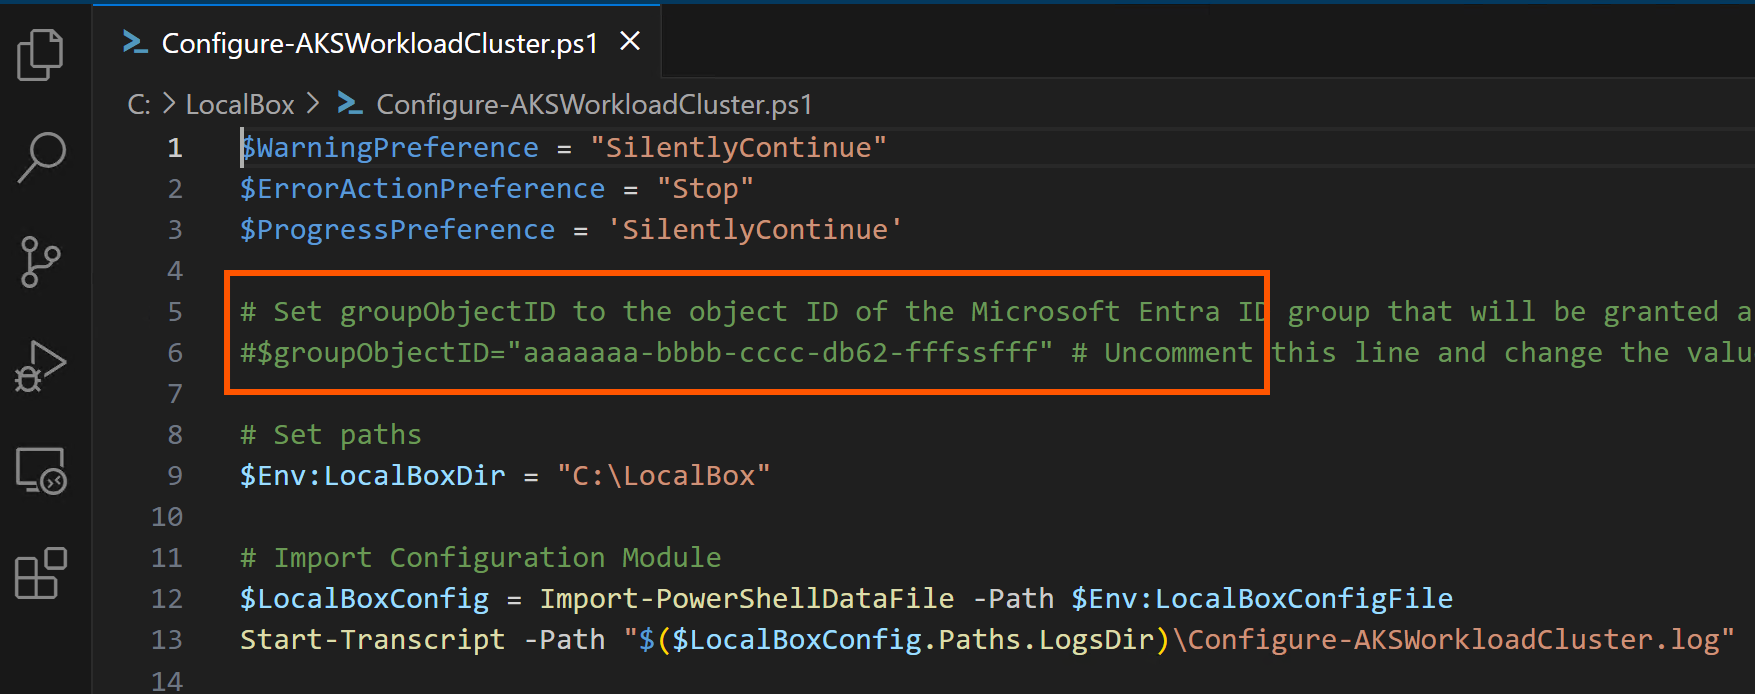 Configure-AKSWorkloadCluster.ps1
C: > LocalBox > Configure-AKSWorkloadCluster.ps1
1 $WarningPreference = "SilentlyContinue"
2 $ErrorActionPreference = "Stop"
3 $ProgressPreference = 'SilentlyContinue'
4
5 # Set groupObjectID to the object ID of the Microsoft Entra ID group that will be granted a
6 #$groupObjectID="aaaaaaa-bbbb-cccc-db62-fffssfff" # Uncomment this line and change the valu
7
8 # Set paths
9 $Env:LocalBoxDir = "C:\LocalBox"
10
11 # Import Configuration Module
12 $LocalBoxConfig = Import-PowerShellDataFile -Path $Env:LocalBoxConfigFile
13 Start-Transcript -Path "$($LocalBoxConfig.Paths.LogsDir)\Configure-AKSWorkloadCluster.log"
14